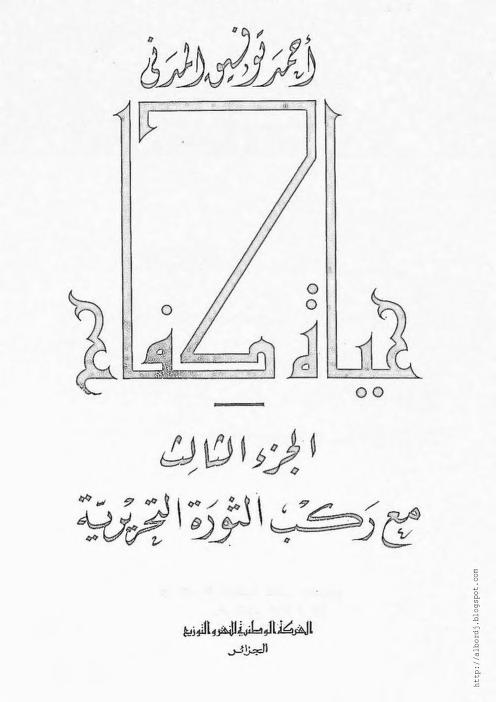 أحمد توفيق المدني
حياة كفاح
الجزء الثالث
مع ركب الثورة التحريرية
الشركة الوطنية للنشر والتوزيع
الجزائر
http://albordj.blogspot.com